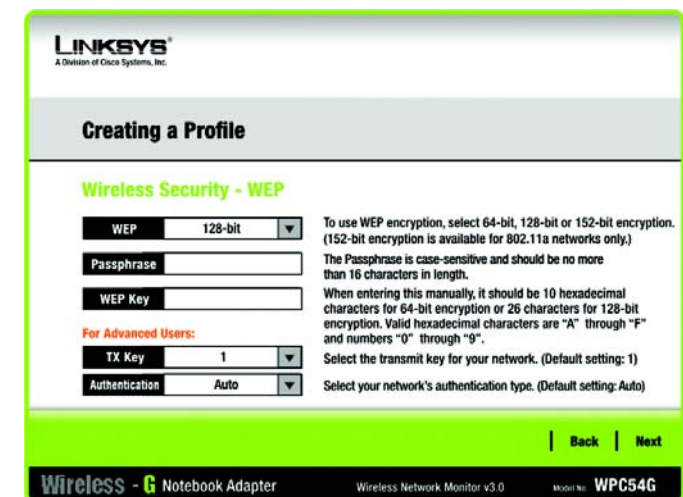 LINKSYS®
A Division of Cisco Systems, Inc.
Creating a Profile
Wireless Security - WEP
WEP 128-bit
To use WEP encryption, select 64-bit, 128-bit or 152-bit encryption.
(152-bit encryption is available for 802.11a networks only.)
Passphrase
The Passphrase is case-sensitive and should be no more
than 16 characters in length.
WEP Key
When entering this manually, it should be 10 hexadecimal
characters for 64-bit encryption or 26 characters for 128-bit
encryption. Valid hexadecimal characters are “A” through “F”
and numbers “0” through “9”.
For Advanced Users:
TX Key 1
Select the transmit key for your network. (Default setting: 1)
Authentication Auto
Select your network's authentication type. (Default setting: Auto)
Back Next
Wireless - G Notebook Adapter Wireless Network Monitor v3.0 Model No. WPC54G